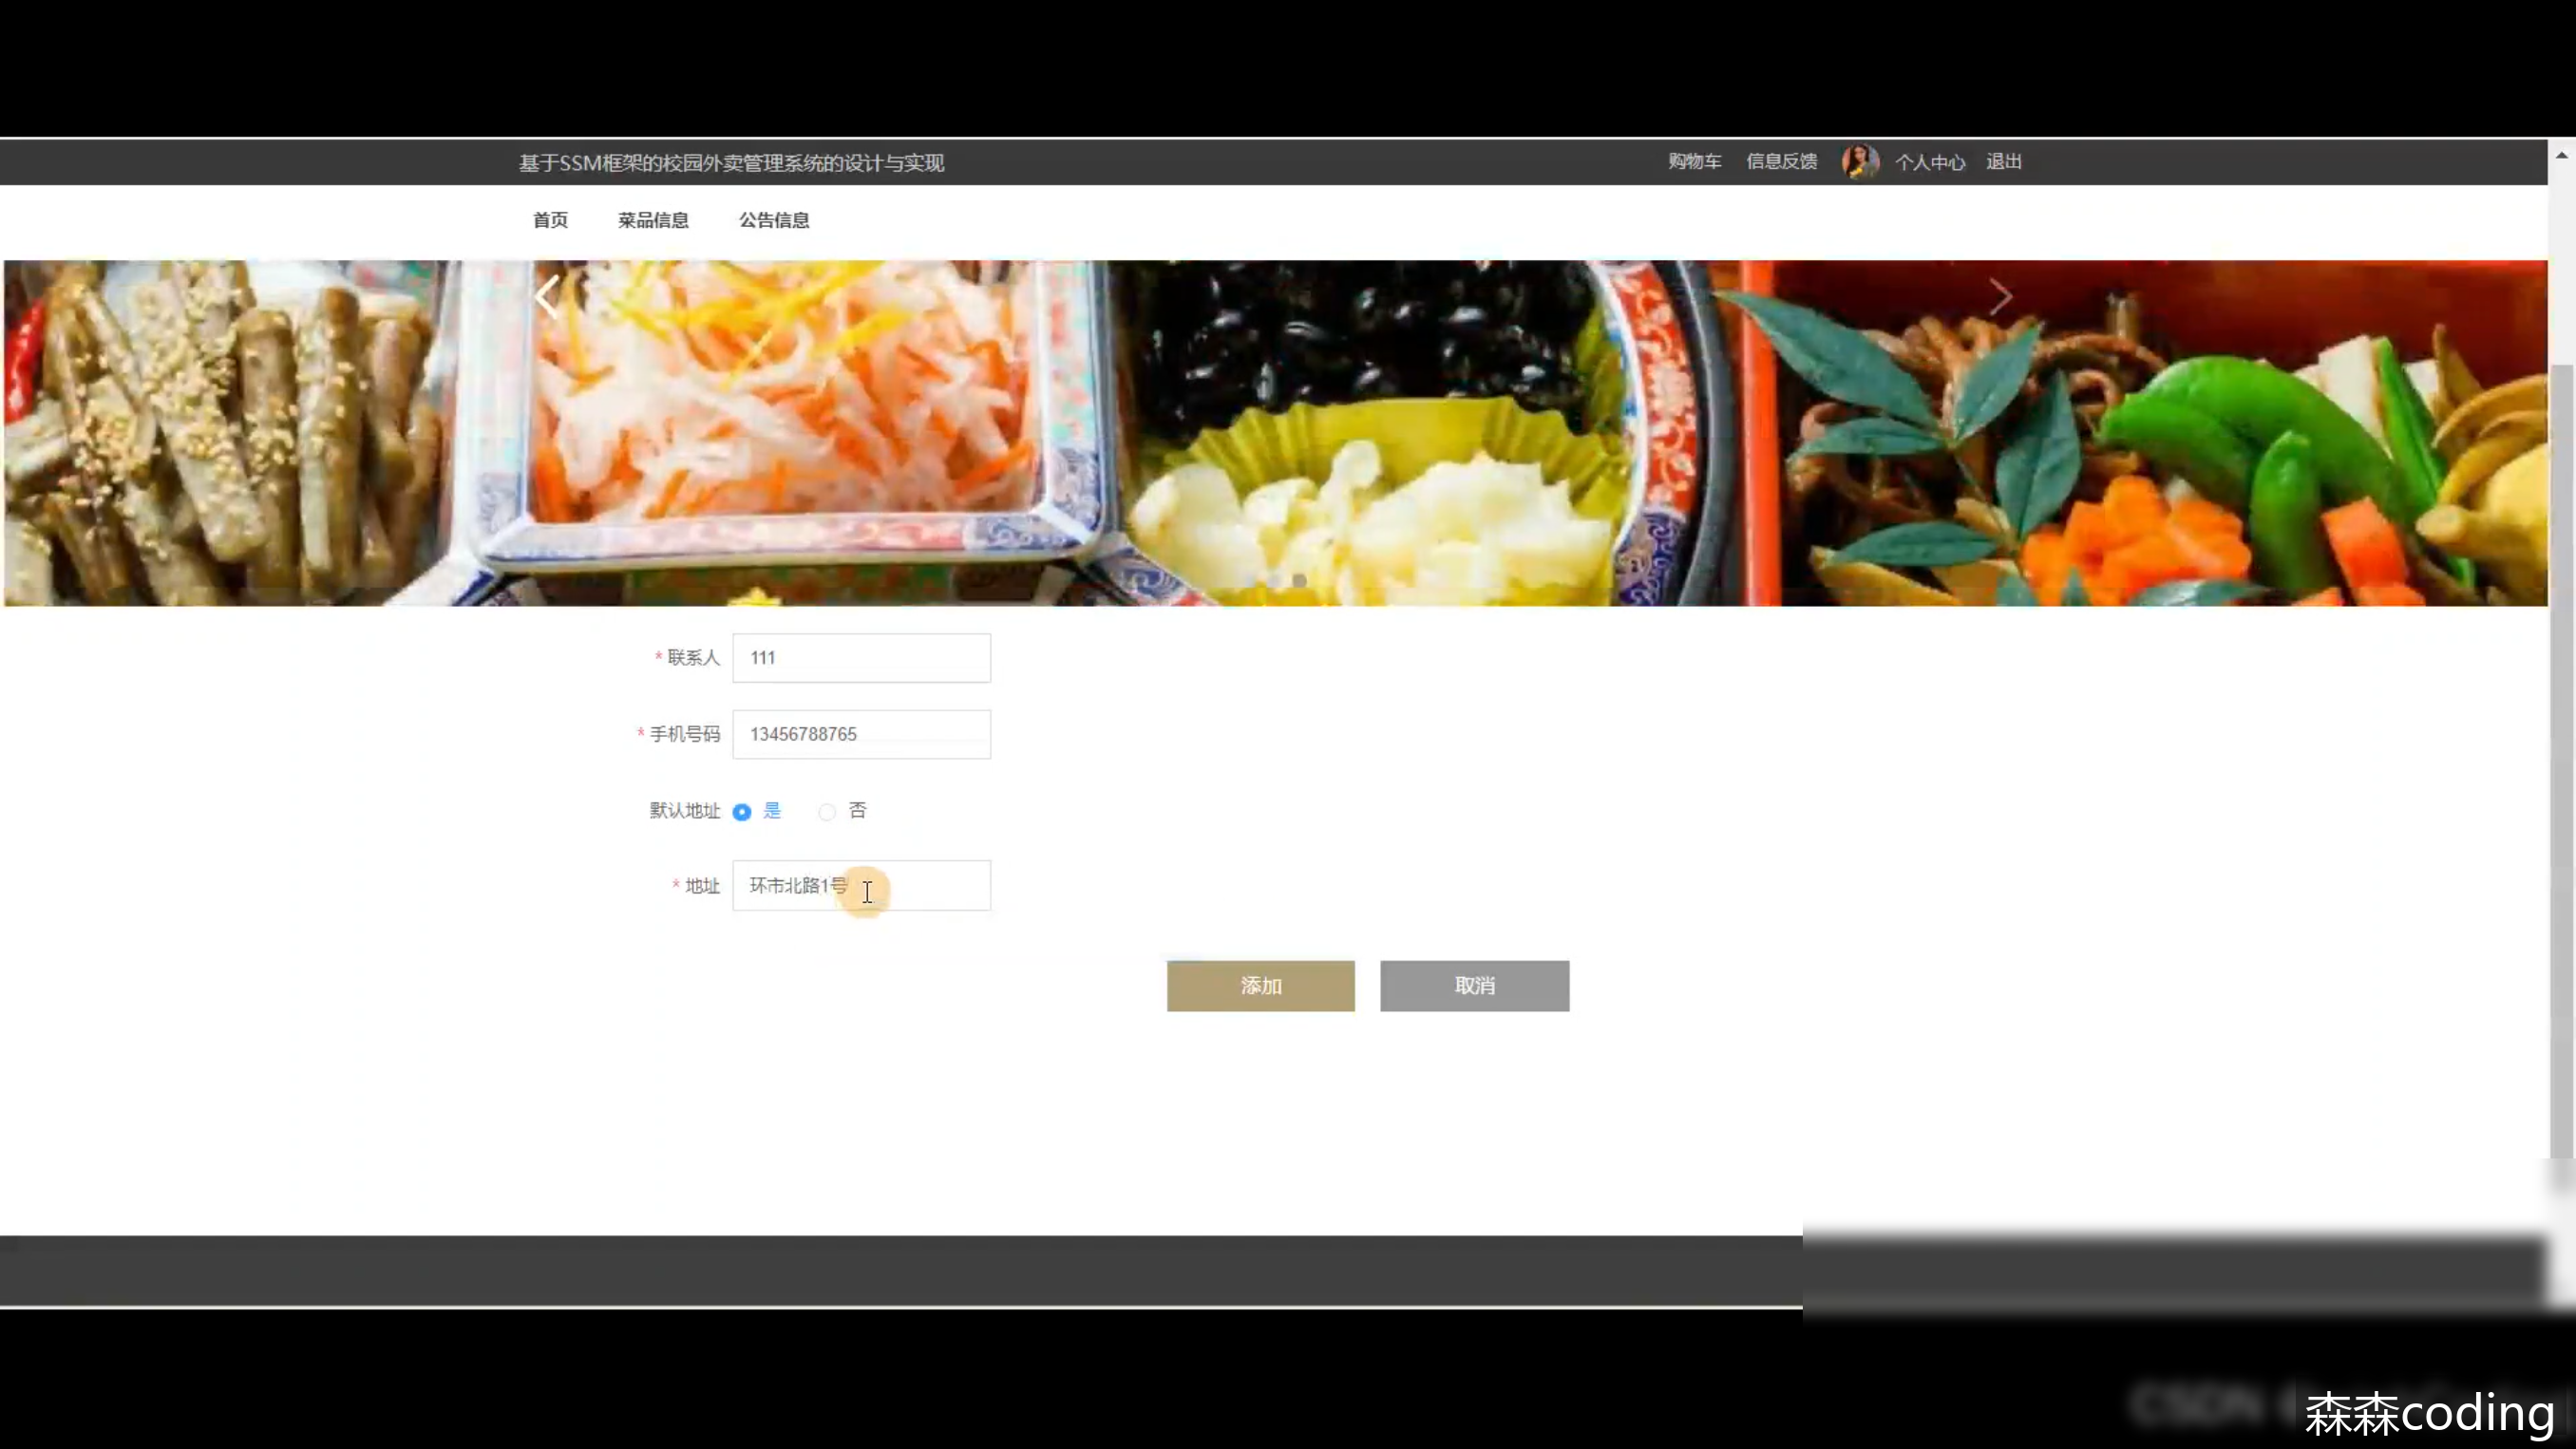 基于SSM框架的校园外卖管理系统的设计与实现 购物车 信息反馈 个人中心 退出
首页 菜品信息 公告信息
* 联系人 111
* 手机号码 13456788765
默认地址 是 否
* 地址 环市北路1号
添加 取消
CSDN
森森coding